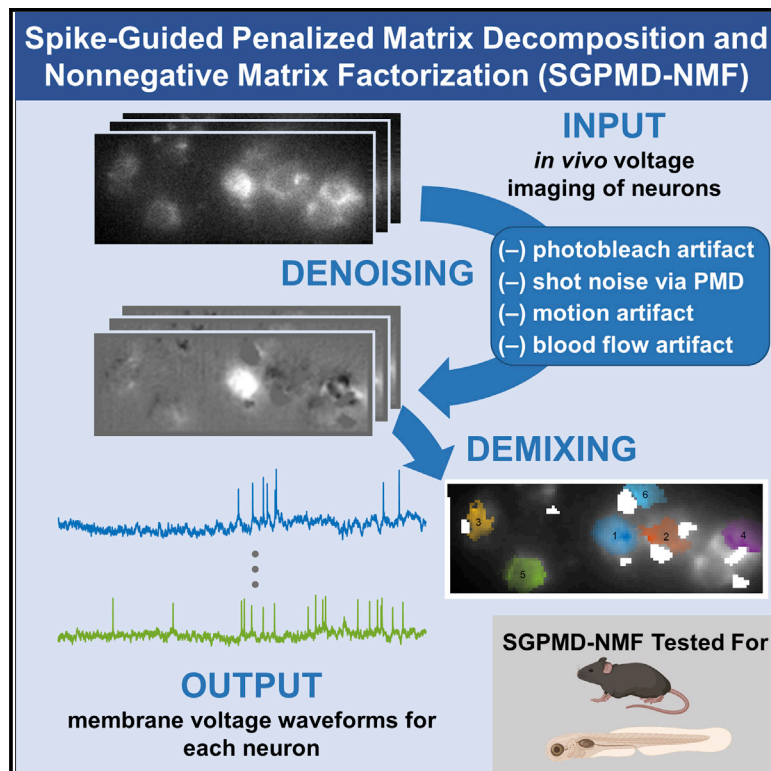 Spike-Guided Penalized Matrix Decomposition and
Nonnegative Matrix Factorization (SGPMD-NMF)
INPUT
in vivo voltage
imaging of neurons
DENOISING
(–) photobleach artifact
(–) shot noise via PMD
(–) motion artifact
(–) blood flow artifact
DEMIXING
6
3
1
2
4
5
OUTPUT
membrane voltage waveforms for
each neuron
SGPMD-NMF Tested For